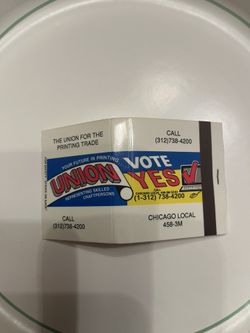 THE UNION FOR THE
PRINTING TRADE
CALL
(312)738-4200
YOUR FUTURE IN PRINTING
UNION
REPRESENTING SKILLED
CRAFTPERSONS
VOTE
YES
(1-312) 738-4200
CALL
(312)738-4200
CHICAGO LOCAL
458-3M